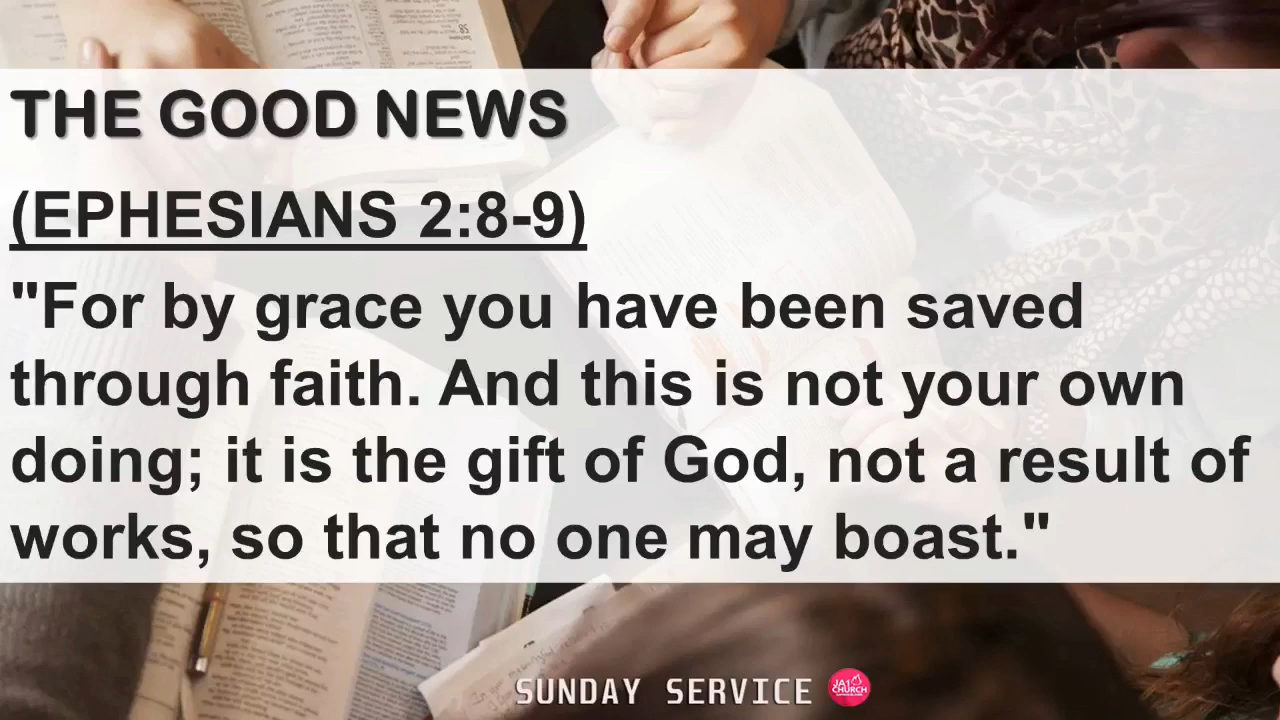 THE GOOD NEWS
(EPHESIANS 2:8-9)
"For by grace you have been saved
through faith. And this is not your own
doing; it is the gift of God, not a result of
works, so that no one may boast."
SUNDAY SERVICE
JA1
CHURCH